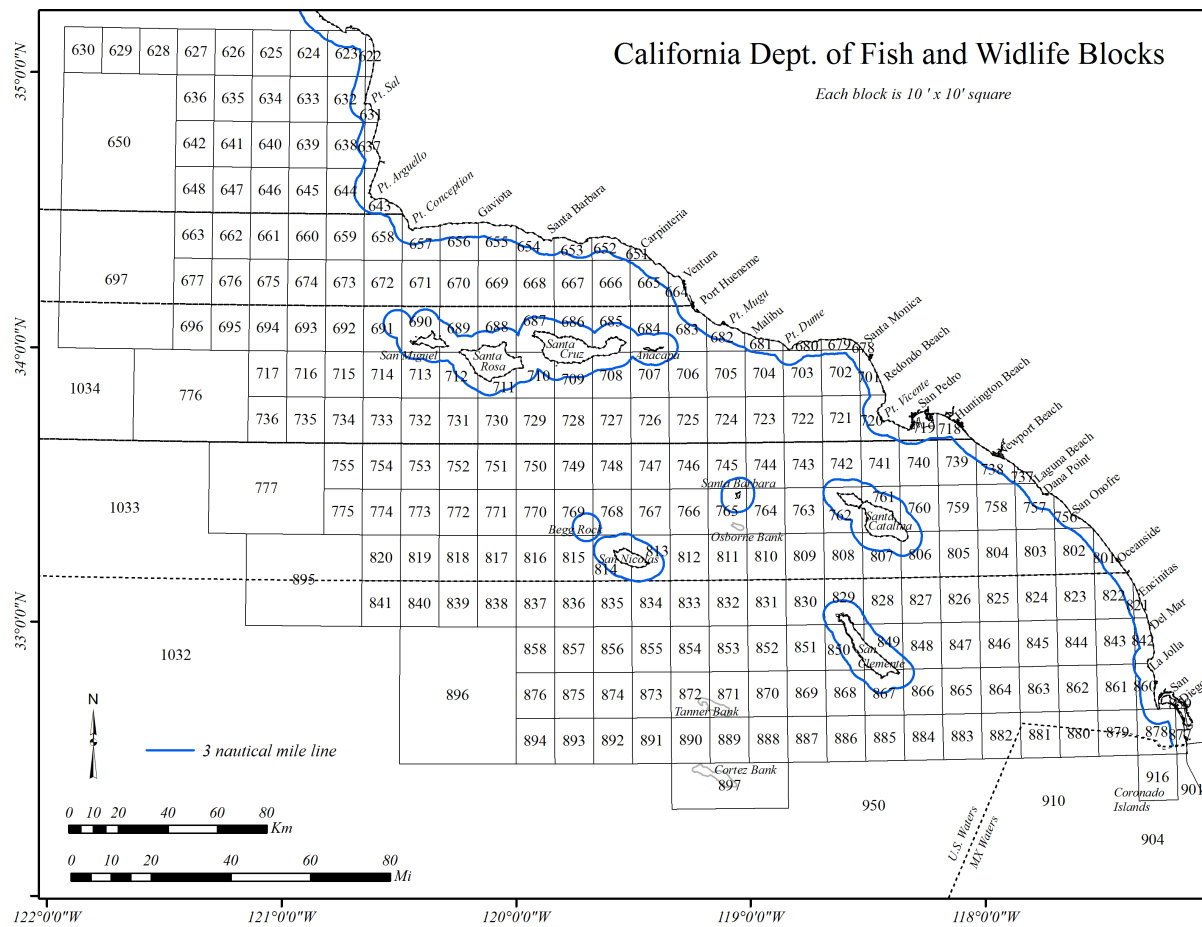 California Dept. of Fish and Widlife Blocks
Each block is 10 ' x 10' square
35°0'0"N
34°0'0"N
33°0'0"N
630 629 628 627 626 625 624 623 622
636 635 634 633 632 Pt. Sal
631
650 642 641 640 639 638 637
648 647 646 645 644 Pt. Arguello
643
Pt. Conception Gaviota Santa Barbara Carpinteria
663 662 661 660 659 658 657 656 655 654 653 652 651
697 677 676 675 674 673 672 671 670 669 668 667 666 665 664
Ventura
Port Hueneme
Pt. Mugu
Malibu
Pt. Dume
Santa Monica
696 695 694 693 692 691 690 689 688 687 686 685 684 683 682 681 680 679 678
San Miguel Santa Rosa Santa Cruz Anacapa
Redondo Beach
1034 776 717 716 715 714 713 712 711 710 709 708 707 706 705 704 703 702 701
Pt. Vicente
San Pedro
Huntington Beach
736 735 734 733 732 731 730 729 728 727 726 725 724 723 722 721 720 719 718
Newport Beach
Laguna Beach
Dana Point
San Onofre
755 754 753 752 751 750 749 748 747 746 745 744 743 742 741 740 739 738 737
777 Santa Barbara
1033 775 774 773 772 771 770 769 768 767 766 765 764 763 762 761 760 759 758 757 756
Begg Rock Osborne Bank Santa Catalina
Oceanside
895 820 819 818 817 816 815 814 813 812 811 810 809 808 807 806 805 804 803 802 801
San Nicolas
Encinitas
841 840 839 838 837 836 835 834 833 832 831 830 829 828 827 826 825 824 823 822 821
Del Mar
1032 858 857 856 855 854 853 852 851 850 849 848 847 846 845 844 843 842
San Clemente
La Jolla
896 876 875 874 873 872 871 870 869 868 867 866 865 864 863 862 861 860
Tanner Bank
San Diego
894 893 892 891 890 889 888 887 886 885 884 883 882 881 880 879 878 877
Cortez Bank
897
950 910 916 901
Coronado Islands
904
U.S. Waters
MX Waters
N
3 nautical mile line
0 10 20 40 60 80 Km
0 10 20 40 60 80 Mi
122°0'0"W 121°0'0"W 120°0'0"W 119°0'0"W 118°0'0"W